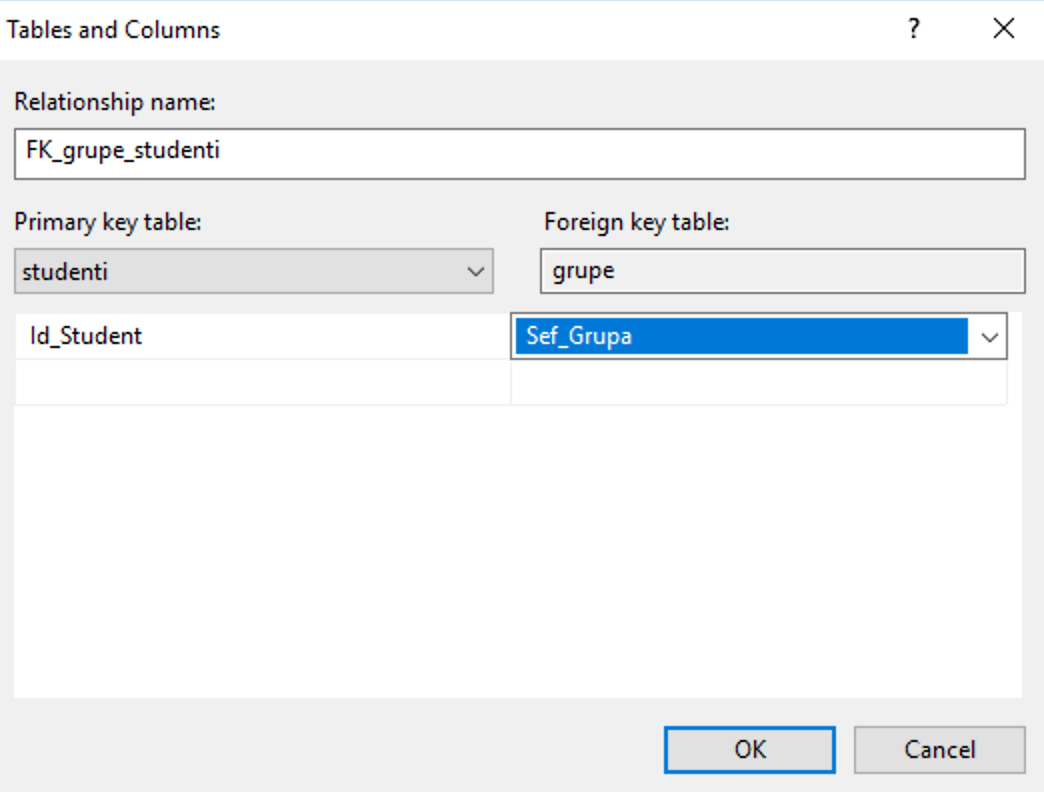 Tables and Columns
?
Relationship name:
FK_grupe_studenti
Primary key table:
Foreign key table:
studenti
grupe
Id_Student
Sef_Grupa
OK
Cancel